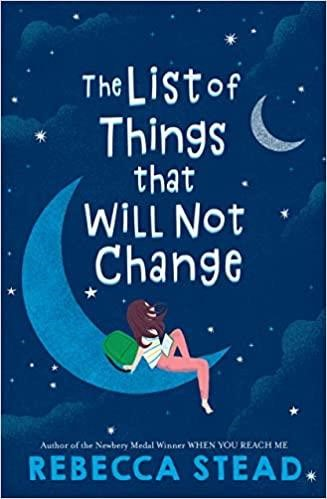 The List of
Things
that
Will Not
Change
Author of the Newbery Medal Winner WHEN YOU REACH ME
REBECCA STEAD